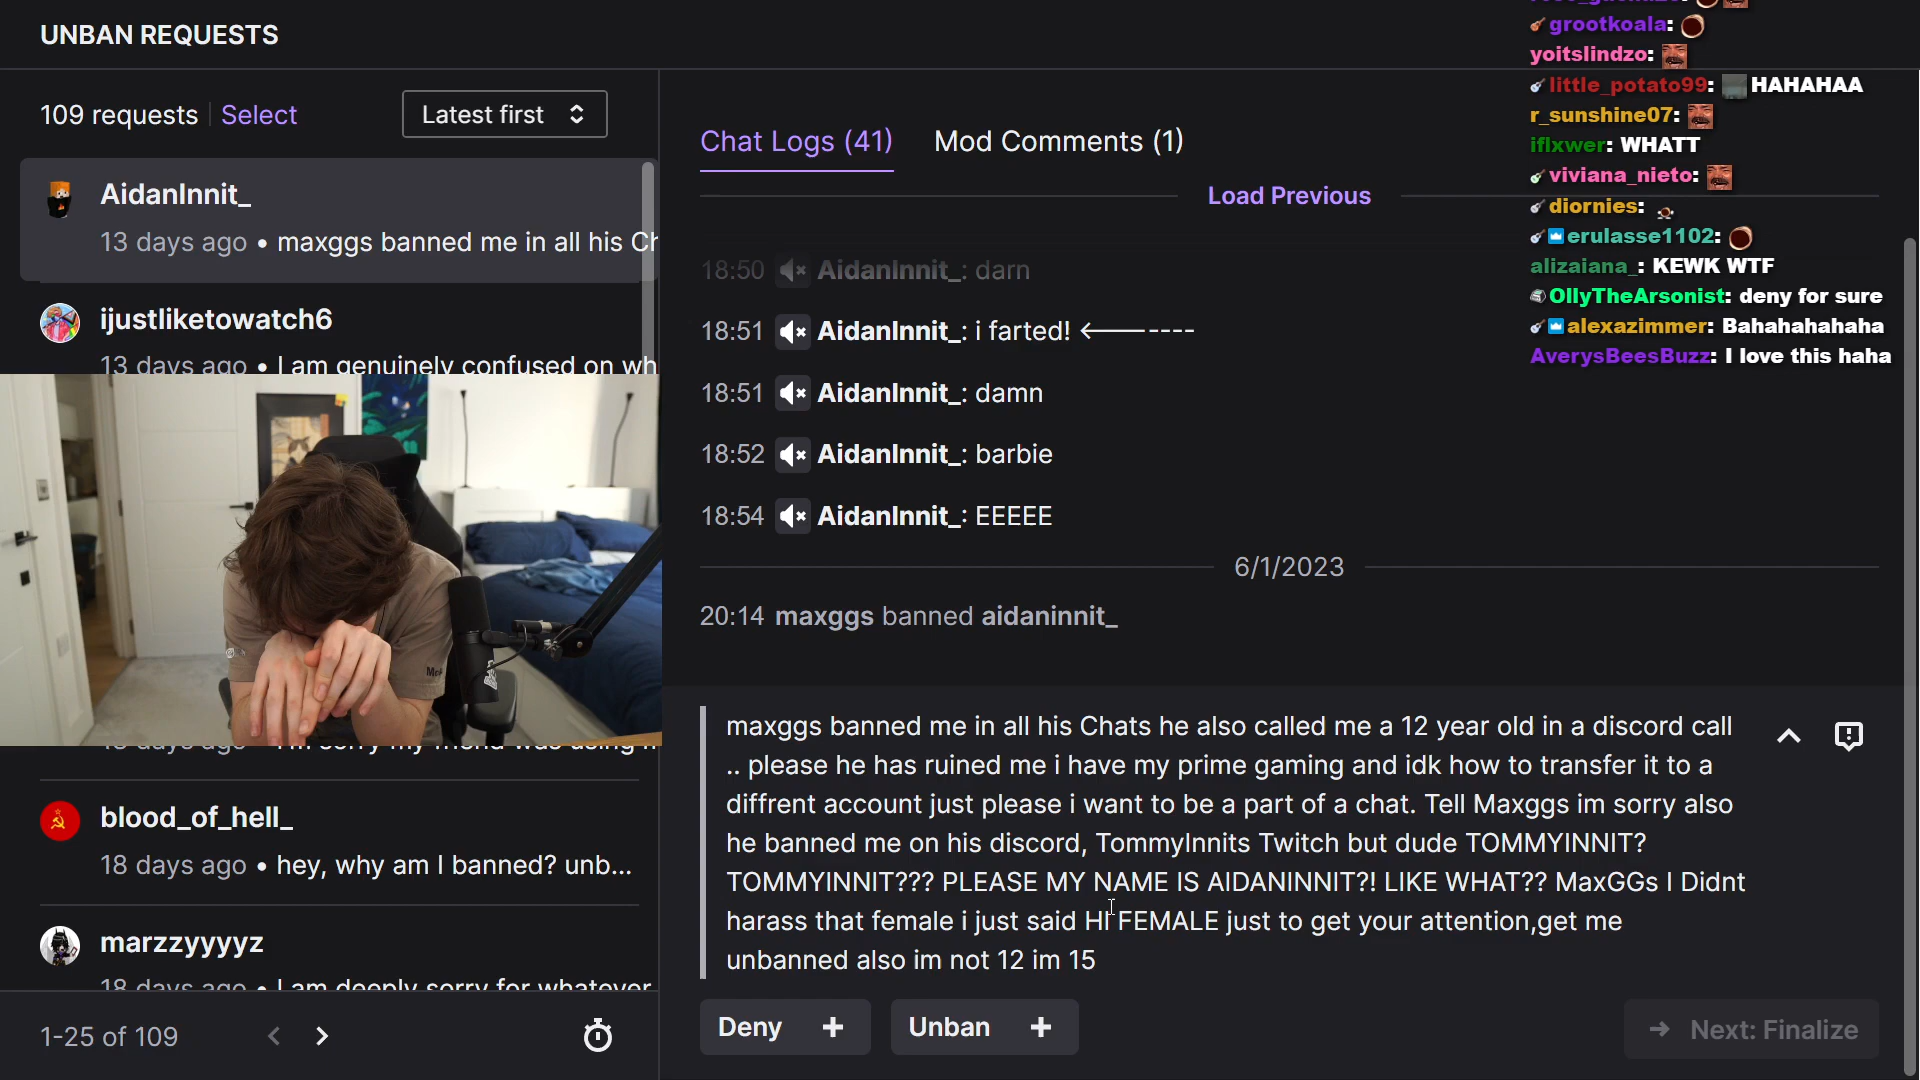 UNBAN REQUESTS
109 requests Select Latest first
AidanInnit_
13 days ago • maxggs banned me in all his Ch
ijustliketowatch6
13 days ago • I am genuinely confused on wh
blood_of_hell_
18 days ago • hey, why am I banned? unb...
marzzyyyyz
18 days ago • I am deeply sorry for whatever
1-25 of 109
Chat Logs (41) Mod Comments (1)
Load Previous
18:50 AidanInnit_: darn
18:51 AidanInnit_: i farted! <-------
18:51 AidanInnit_: damn
18:52 AidanInnit_: barbie
18:54 AidanInnit_: EEEEE
6/1/2023
20:14 maxggs banned aidaninnit_
maxggs banned me in all his Chats he also called me a 12 year old in a discord call
.. please he has ruined me i have my prime gaming and idk how to transfer it to a
diffrent account just please i want to be a part of a chat. Tell Maxggs im sorry also
he banned me on his discord, TommyInnits Twitch but dude TOMMYINNIT?
TOMMYINNIT??? PLEASE MY NAME IS AIDANINNIT?! LIKE WHAT?? MaxGGs I Didnt
harass that female i just said HI FEMALE just to get your attention,get me
unbanned also im not 12 im 15
Deny + Unban +
Next: Finalize
grootkoala:
yoitslindzo:
little_potato99: HAHAHAA
r_sunshine07:
iflxwer: WHATT
viviana_nieto:
diornies:
erulasse1102:
alizaiana_: KEWK WTF
OllyTheArsonist: deny for sure
alexazimmer: Bahahahahaha
AverysBeesBuzz: I love this haha